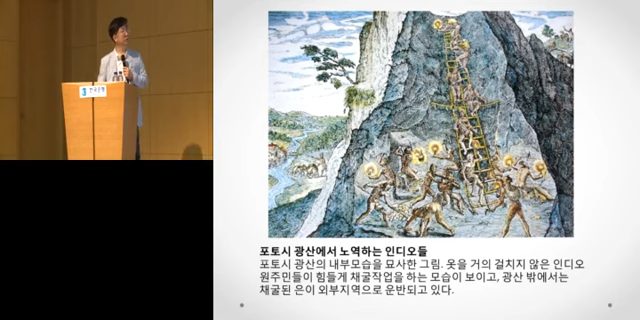 한국은행
포토시 광산에서 노역하는 인디오들
포토시 광산의 내부모습을 묘사한 그림. 옷을 거의 걸치지 않은 인디오
원주민들이 힘들게 채굴작업을 하는 모습이 보이고, 광산 밖에서는
채굴된 은이 외부지역으로 운반되고 있다.